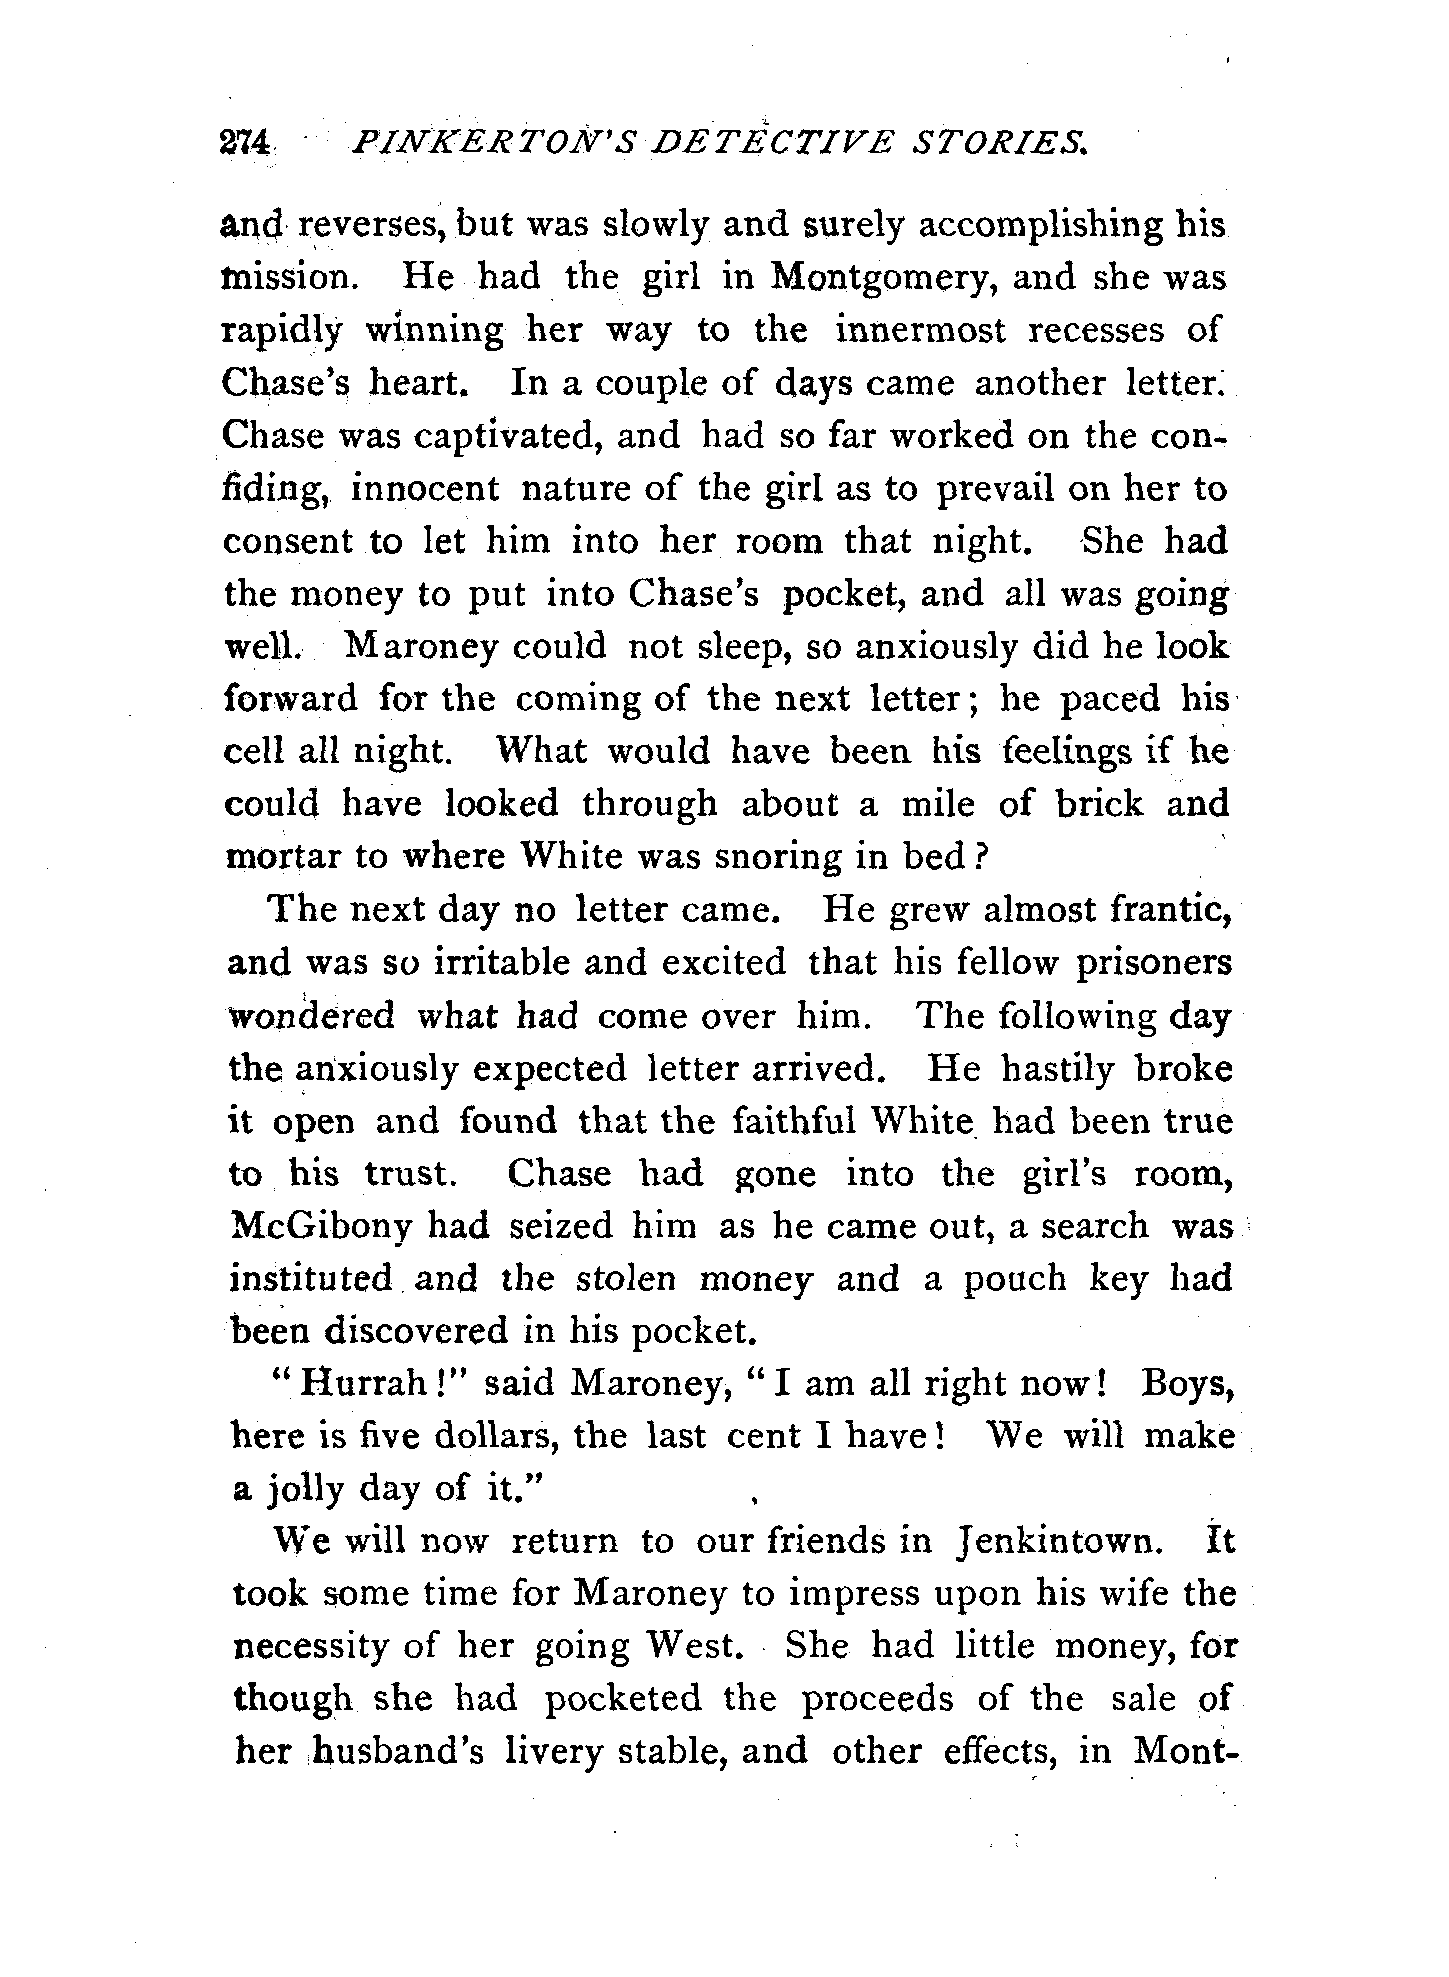 274 PINKERTON'S DETECTIVE STORIES.
and reverses, but was slowly and surely accomplishing his
mission. He had the girl in Montgomery, and she was
rapidly winning her way to the innermost recesses of
Chase's heart. In a couple of days came another letter.
Chase was captivated, and had so far worked on the con-
fiding, innocent nature of the girl as to prevail on her to
consent to let him into her room that night. She had
the money to put into Chase's pocket, and all was going
well. Maroney could not sleep, so anxiously did he look
forward for the coming of the next letter; he paced his
cell all night. What would have been his feelings if he
could have looked through about a mile of brick and
mortar to where White was snoring in bed?
The next day no letter came. He grew almost frantic,
and was so irritable and excited that his fellow prisoners
wondered what had come over him. The following day
the anxiously expected letter arrived. He hastily broke
it open and found that the faithful White had been true
to his trust. Chase had gone into the girl's room,
McGibony had seized him as he came out, a search was
instituted and the stolen money and a pouch key had
been discovered in his pocket.
"Hurrah!" said Maroney, "I am all right now! Boys,
here is five dollars, the last cent I have! We will make
a jolly day of it."
We will now return to our friends in Jenkintown. It
took some time for Maroney to impress upon his wife the
necessity of her going West. She had little money, for
though she had pocketed the proceeds of the sale of
her husband's livery stable, and other effects, in Mont-